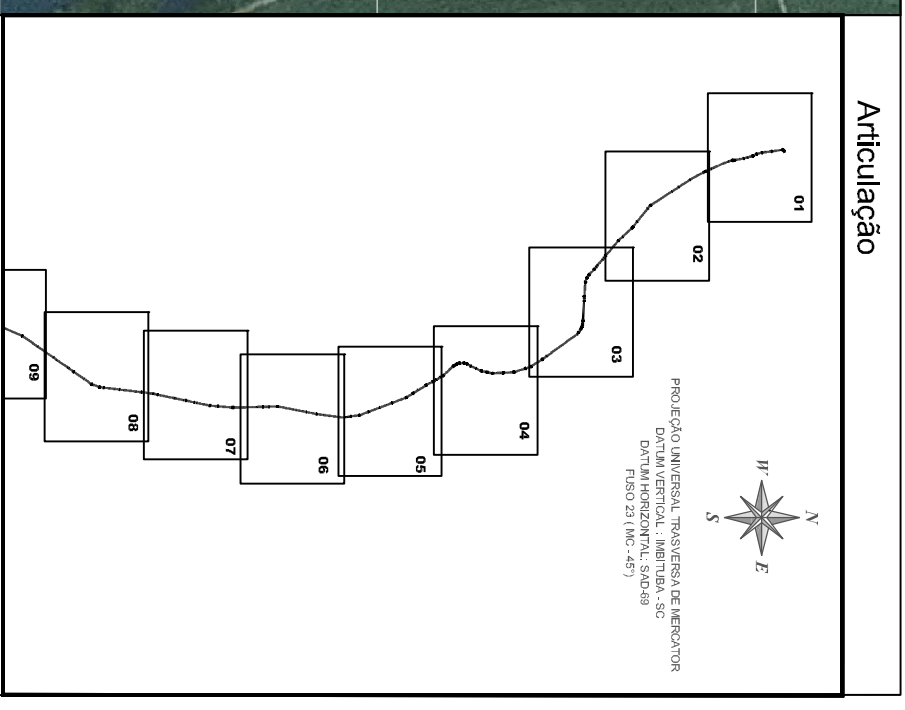 Articulação
01
02
03
04
05
06
07
08
09
N
W
E
S
PROJEÇÃO UNIVERSAL TRASVERSA DE MERCATOR
DATUM VERTICAL : IMBITUBA - SC
DATUM HORIZONTAL: SAD-69
FUSO 23 ( MC - 45°)